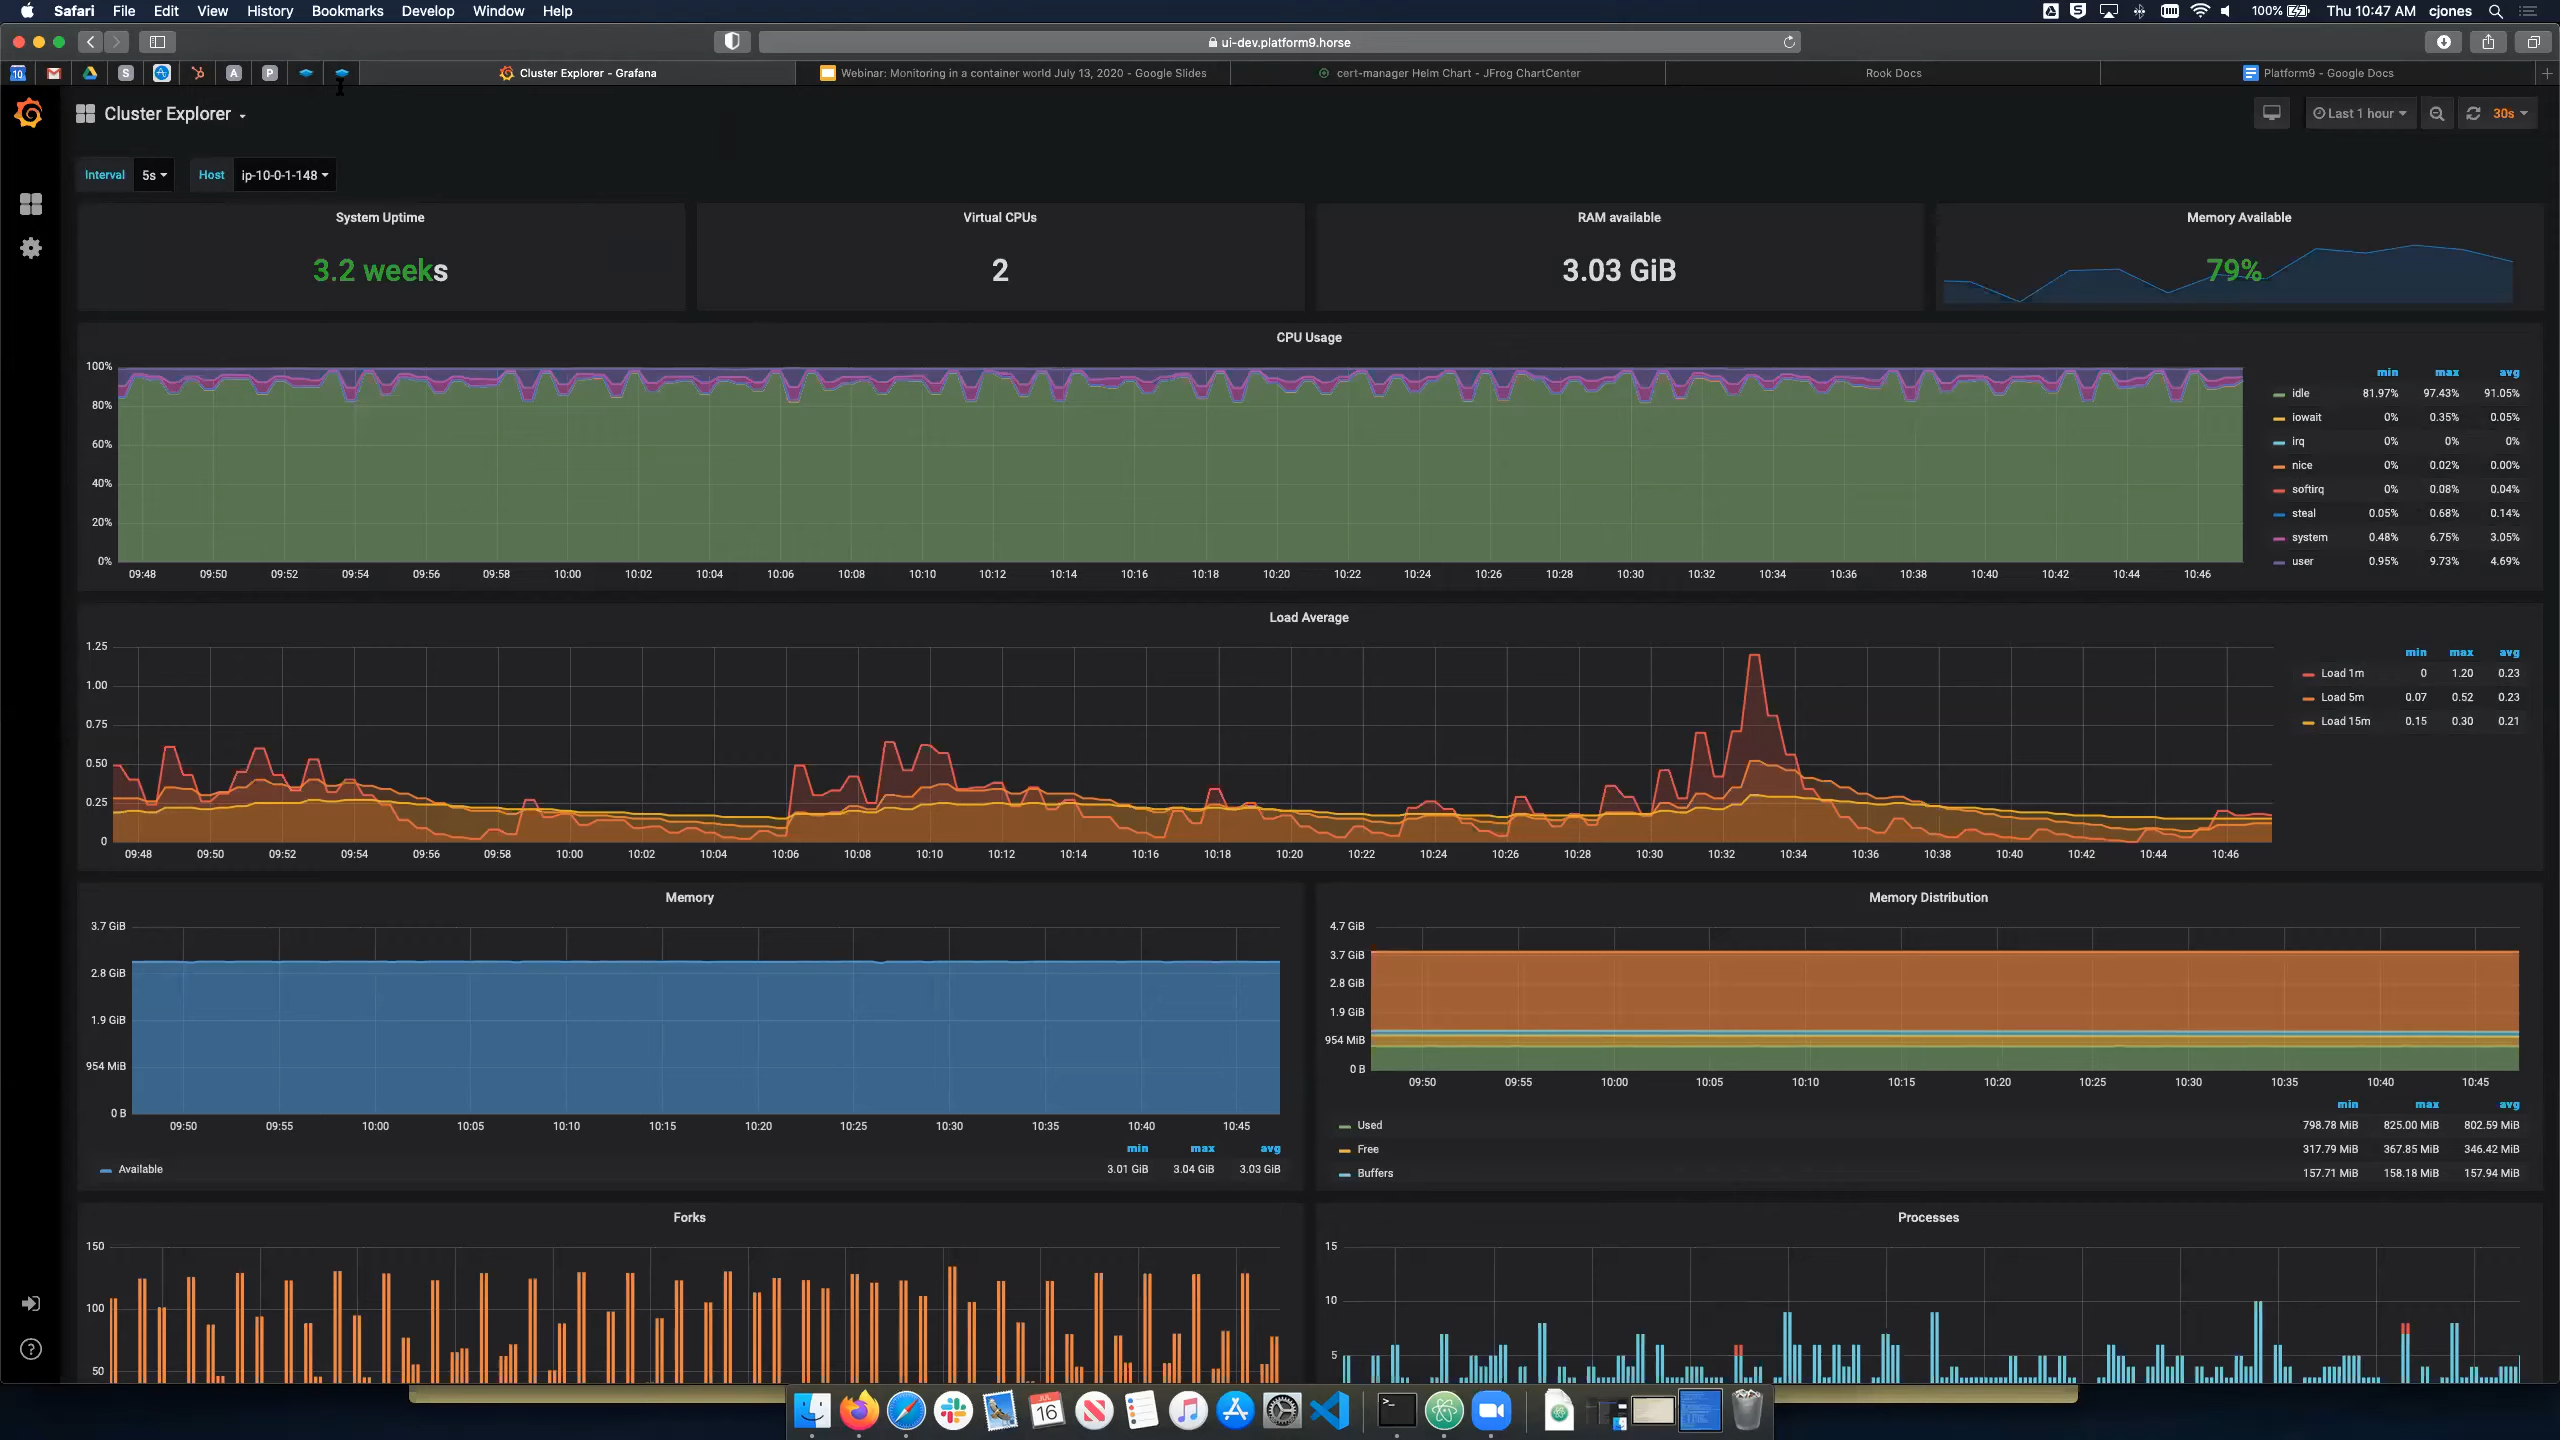 Safari File Edit View History Bookmarks Develop Window Help 100% Thu 10:47 AM cjones
ui-dev.platform9.horse
10 S A P Cluster Explorer - Grafana Webinar: Monitoring in a container world July 13, 2020 - Google Slides cert-manager Helm Chart - JFrog ChartCenter Rook Docs Platform9 - Google Docs
Cluster Explorer Last 1 hour 30s
Interval 5s Host ip-10-0-1-148
System Uptime Virtual CPUs RAM available Memory Available
3.2 weeks 2 3.03 GiB 79%
CPU Usage
100%
80%
60%
40%
20%
0%
09:48 09:50 09:52 09:54 09:56 09:58 10:00 10:02 10:04 10:06 10:08 10:10 10:12 10:14 10:16 10:18 10:20 10:22 10:24 10:26 10:28 10:30 10:32 10:34 10:36 10:38 10:40 10:42 10:44 10:46
min max avg
idle 81.97% 97.43% 91.05%
iowait 0% 0.35% 0.05%
irq 0% 0% 0%
nice 0% 0.02% 0.00%
softirq 0% 0.08% 0.04%
steal 0.05% 0.68% 0.14%
system 0.48% 6.75% 3.05%
user 0.95% 9.73% 4.69%
Load Average
1.25
1.00
0.75
0.50
0.25
0
09:48 09:50 09:52 09:54 09:56 09:58 10:00 10:02 10:04 10:06 10:08 10:10 10:12 10:14 10:16 10:18 10:20 10:22 10:24 10:26 10:28 10:30 10:32 10:34 10:36 10:38 10:40 10:42 10:44 10:46
min max avg
Load 1m 0 1.20 0.23
Load 5m 0.07 0.52 0.23
Load 15m 0.15 0.30 0.21
Memory
3.7 GiB
2.8 GiB
1.9 GiB
954 MiB
0 B
09:50 09:55 10:00 10:05 10:10 10:15 10:20 10:25 10:30 10:35 10:40 10:45
min max avg
Available 3.01 GiB 3.04 GiB 3.03 GiB
Memory Distribution
4.7 GiB
3.7 GiB
2.8 GiB
1.9 GiB
954 MiB
0 B
09:50 09:55 10:00 10:05 10:10 10:15 10:20 10:25 10:30 10:35 10:40 10:45
min max avg
Used 798.78 MiB 825.00 MiB 802.59 MiB
Free 317.79 MiB 367.85 MiB 346.42 MiB
Buffers 157.71 MiB 158.18 MiB 157.94 MiB
Forks
150
100
50
Processes
15
10
5
JUL
16